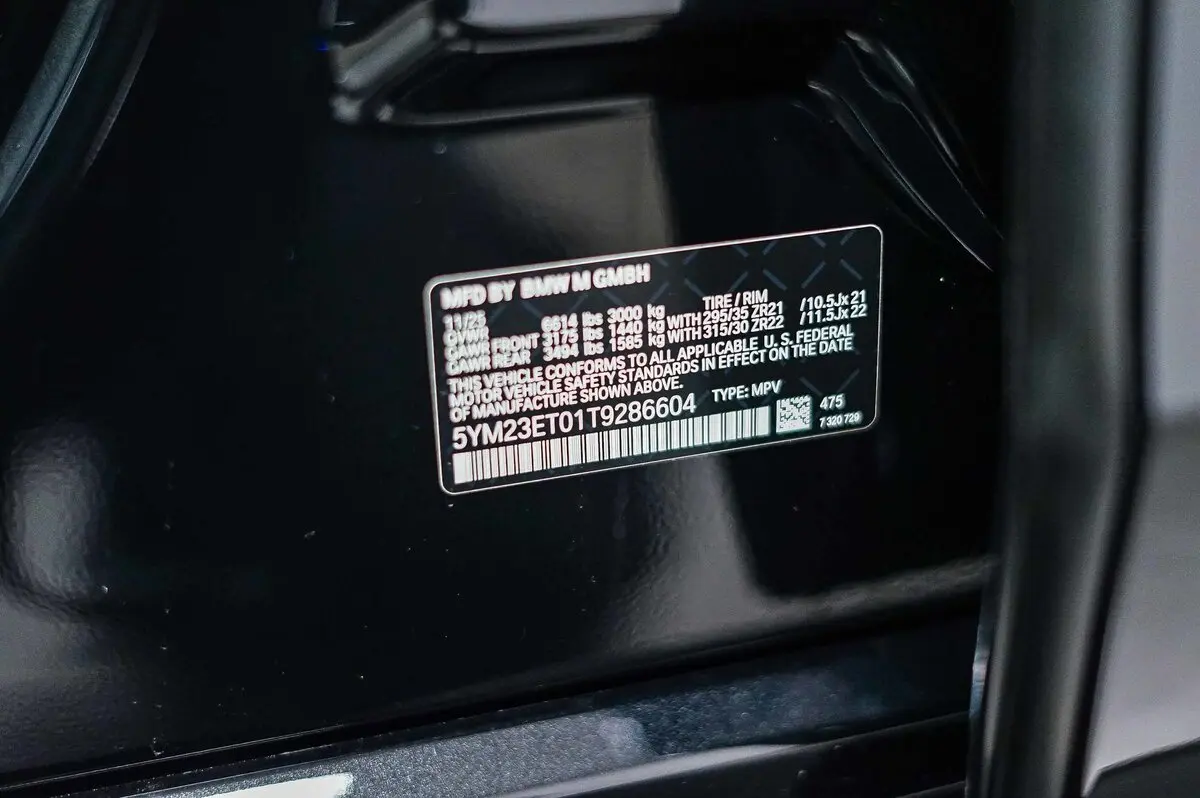 MFD BY BMW M GMBH
11/25 TIRE / RIM
GVWR 6614 lbs 3000 kg
GAWR FRONT 3175 lbs 1440 kg WITH 295/35 ZR21 /10.5Jx 21
GAWR REAR 3494 lbs 1585 kg WITH 315/30 ZR22 /11.5Jx 22
THIS VEHICLE CONFORMS TO ALL APPLICABLE U.S. FEDERAL
MOTOR VEHICLE SAFETY STANDARDS IN EFFECT ON THE DATE
OF MANUFACTURE SHOWN ABOVE.
5YM23ET01T9286604 TYPE: MPV
475
7 320 729